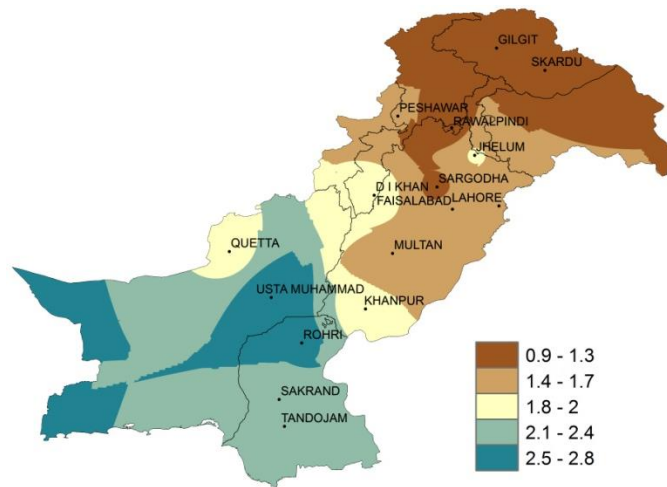 GILGIT
SKARDU
PESHAWAR
RAWALPINDI
JHELUM
SARGODHA
D I KHAN
FAISALABAD
LAHORE
QUETTA
MULTAN
USTA MUHAMMAD
KHANPUR
ROHRI
SAKRAND
TANDOJAM
0.9 - 1.3
1.4 - 1.7
1.8 - 2
2.1 - 2.4
2.5 - 2.8